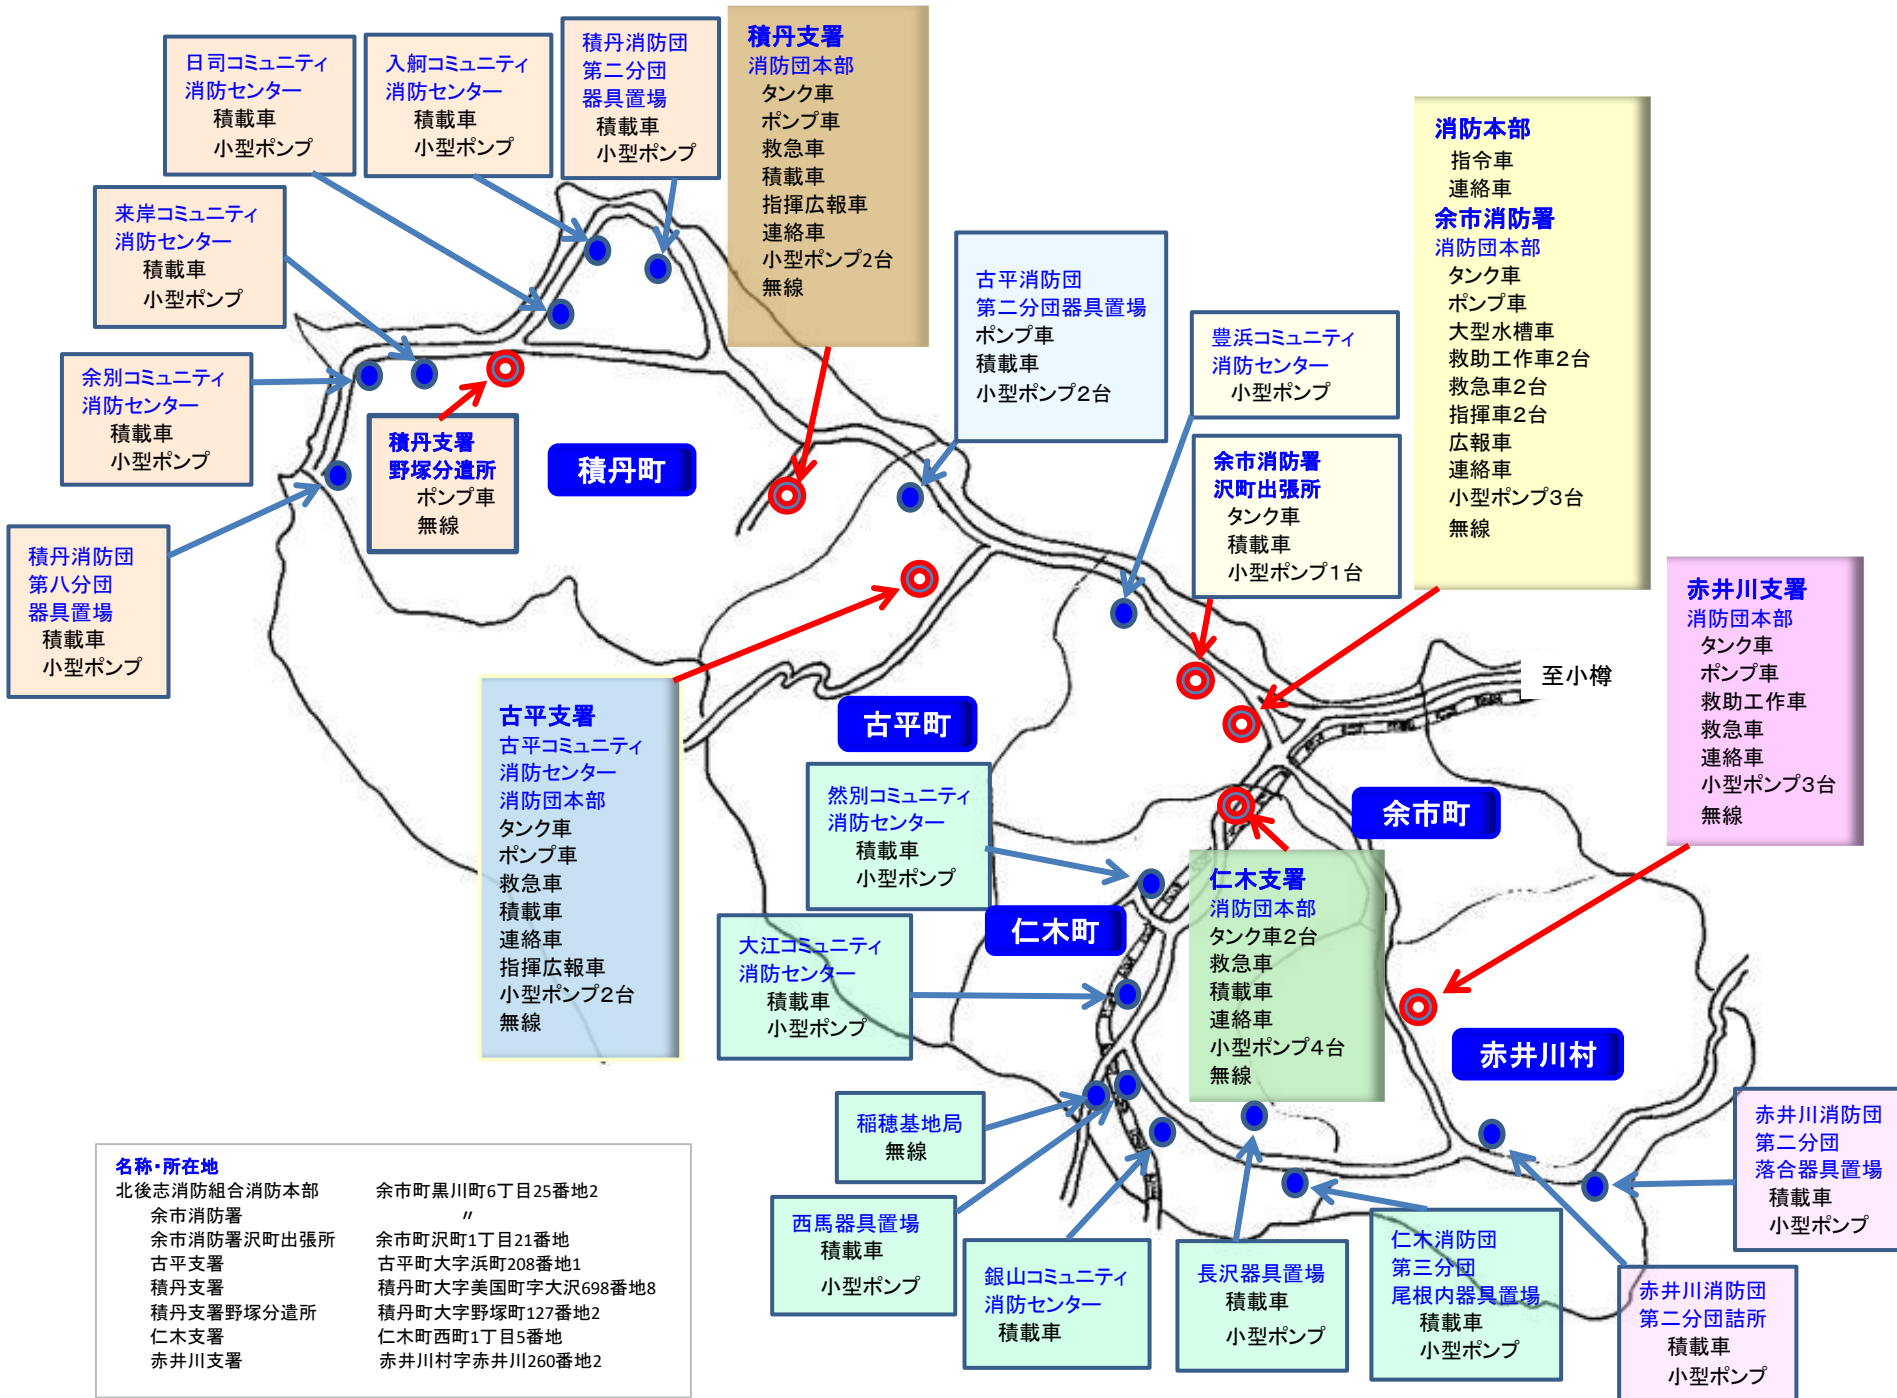 日司コミュニティ
消防センター
積載車
小型ポンプ
入舸コミュニティ
消防センター
積載車
小型ポンプ
積丹消防団
第二分団
器具置場
積載車
小型ポンプ
積丹支署
消防団本部
タンク車
ポンプ車
救急車
積載車
指揮広報車
連絡車
小型ポンプ2台
無線
消防本部
指令車
連絡車
余市消防署
消防団本部
タンク車
ポンプ車
大型水槽車
救助工作車2台
救急車2台
指揮車2台
広報車
連絡車
小型ポンプ3台
無線
来岸コミュニティ
消防センター
積載車
小型ポンプ
古平消防団
第二分団器具置場
ポンプ車
積載車
小型ポンプ2台
豊浜コミュニティ
消防センター
小型ポンプ
余別コミュニティ
消防センター
積載車
小型ポンプ
積丹支署
野塚分遣所
ポンプ車
無線
積丹町
余市消防署
沢町出張所
タンク車
積載車
小型ポンプ1台
積丹消防団
第八分団
器具置場
積載車
小型ポンプ
赤井川支署
消防団本部
タンク車
ポンプ車
救助工作車
救急車
連絡車
小型ポンプ3台
無線
至小樽
古平支署
古平コミュニティ
消防センター
消防団本部
タンク車
ポンプ車
救急車
積載車
連絡車
指揮広報車
小型ポンプ2台
無線
古平町
然別コミュニティ
消防センター
積載車
小型ポンプ
余市町
仁木支署
消防団本部
タンク車2台
救急車
積載車
連絡車
小型ポンプ4台
無線
仁木町
大江コミュニティ
消防センター
積載車
小型ポンプ
赤井川村
稲穂基地局
無線
赤井川消防団
第二分団
落合器具置場
積載車
小型ポンプ
西馬器具置場
積載車
小型ポンプ
銀山コミュニティ
消防センター
積載車
長沢器具置場
積載車
小型ポンプ
仁木消防団
第三分団
尾根内器具置場
積載車
小型ポンプ
赤井川消防団
第二分団詰所
積載車
小型ポンプ
名称・所在地
北後志消防組合消防本部 余市町黒川町6丁目25番地2
余市消防署 〃
余市消防署沢町出張所 余市町沢町1丁目21番地
古平支署 古平町大字浜町208番地1
積丹支署 積丹町大字美国町字大沢698番地8
積丹支署野塚分遣所 積丹町大字野塚町127番地2
仁木支署 仁木町西町1丁目5番地
赤井川支署 赤井川村字赤井川260番地2